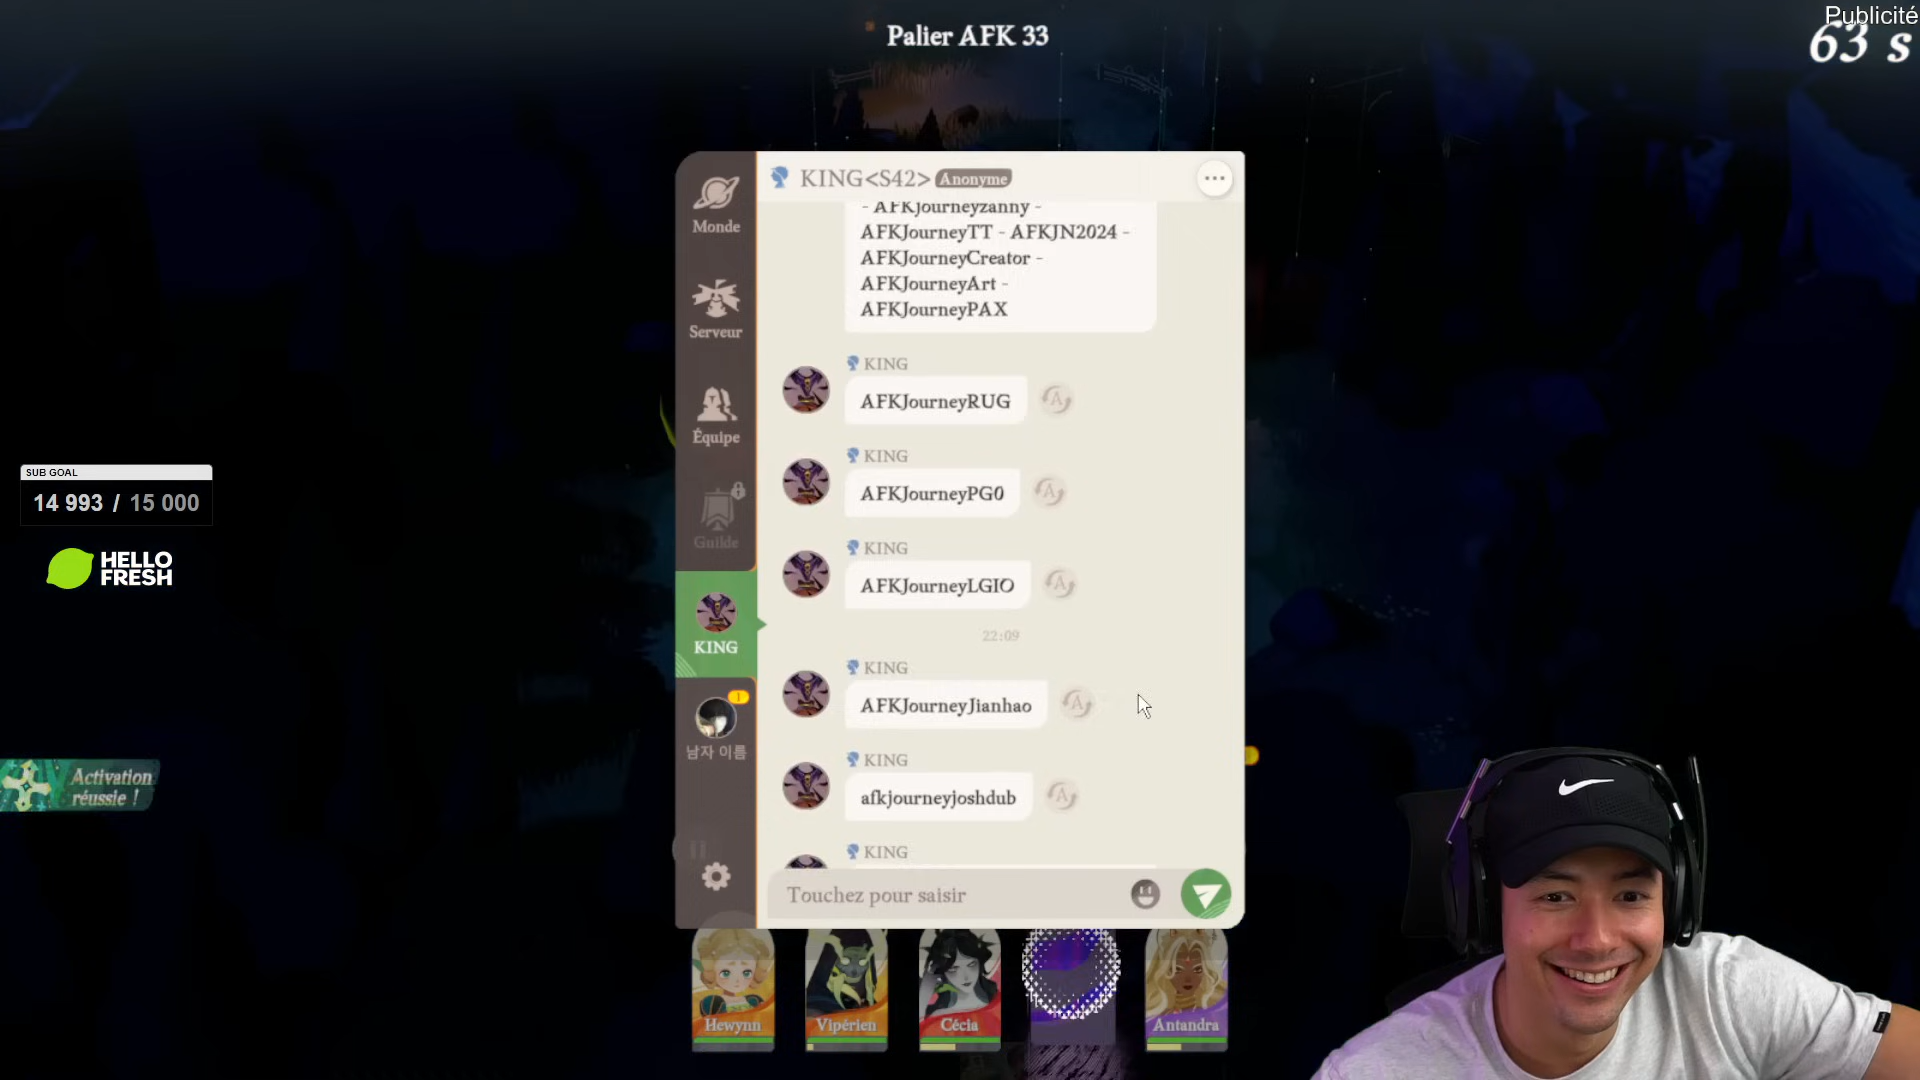 Palier AFK 33
Publicité
63 s
KING<S42> Anonyme
- AFKJourneyzanny -
AFKJourneyTT - AFKJN2024 -
AFKJourneyCreator -
AFKJourneyArt -
AFKJourneyPAX
Monde
Serveur
Équipe
Guilde
KING
남자 이름
KING
AFKJourneyRUG
KING
AFKJourneyPG0
KING
AFKJourneyLGIO
22:09
KING
AFKJourneyJianhao
KING
afkjourneyjoshdub
KING
Touchez pour saisir
SUB GOAL
14 993 / 15 000
HELLO
FRESH
Activation
réussie !
Hewynn
Vipérien
Cécia
Antandra